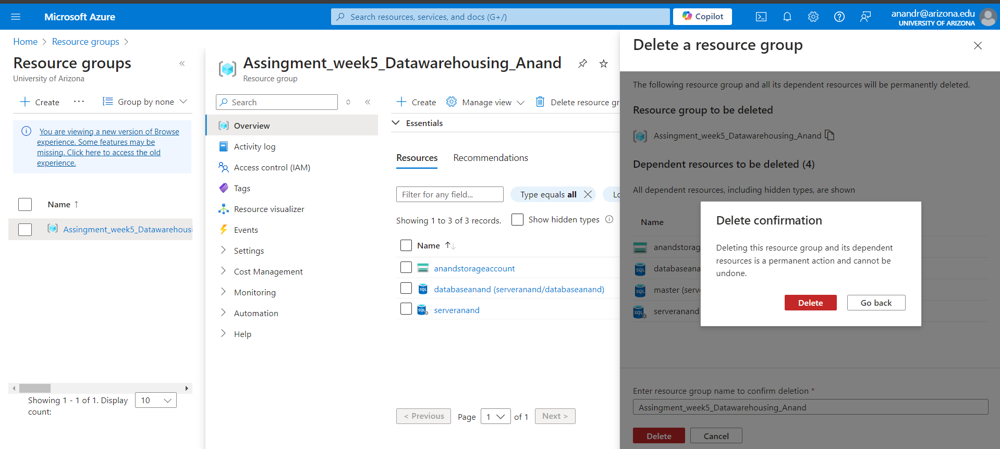 Microsoft Azure
Search resources, services, and docs (G+/)
Copilot
anandr@arizona.edu
UNIVERSITY OF ARIZONA
Home
Resource groups
Resource groups
University of Arizona
Create
Group by none
You are viewing a new version of Browse
experience. Some features may be
missing. Click here to access the old
experience.
Name ↑
Assingment_week5_Datawarehousi
Showing 1 - 1 of 1. Display
count:
10
Assingment_week5_Datawarehousing_Anand
Resource group
Search
Overview
Activity log
Access control (IAM)
Tags
Resource visualizer
Events
Settings
Cost Management
Monitoring
Automation
Help
Create
Manage view
Delete resource gr
Essentials
Resources
Recommendations
Filter for any field...
Type equals all
Lo
Showing 1 to 3 of 3 records.
Show hidden types
Name ↑↓
anandstorageaccount
databaseanand (serveranand/databaseanand)
serveranand
< Previous
Page
1
of 1
Next >
Delete a resource group
The following resource group and all its dependent resources will be permanently deleted.
Resource group to be deleted
Assingment_week5_Datawarehousing_Anand
Dependent resources to be deleted (4)
All dependent resources, including hidden types, are shown
Name
anandstorag
databaseana
master (serve
serveranand
Delete confirmation
Deleting this resource group and its dependent
resources is a permanent action and cannot be
undone.
Delete
Go back
Enter resource group name to confirm deletion *
Assingment_week5_Datawarehousing_Anand
Delete
Cancel